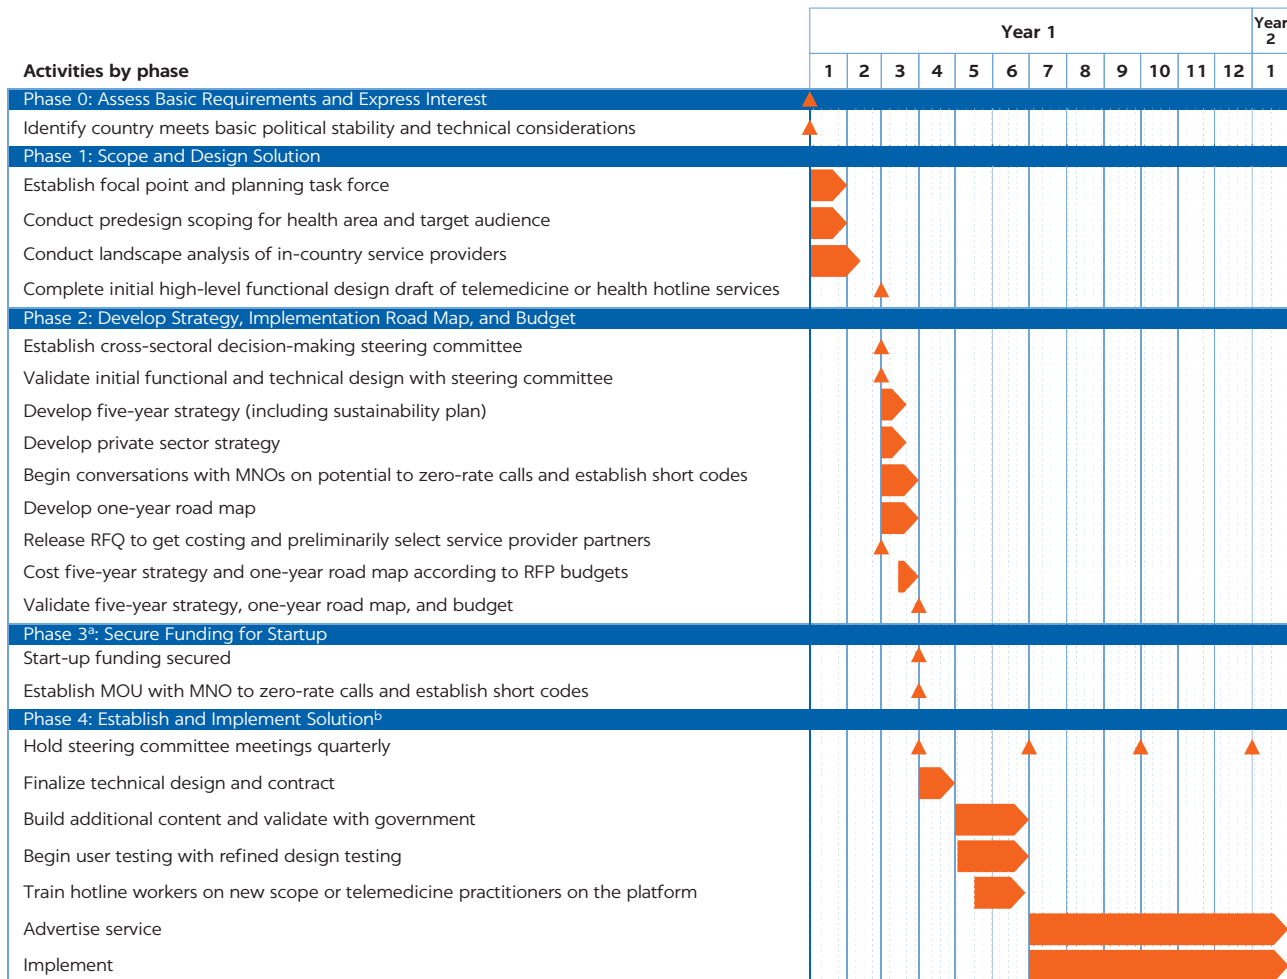 Year 1
Year 2
Activities by phase
1 2 3 4 5 6 7 8 9 10 11 12 1
Phase 0: Assess Basic Requirements and Express Interest
Identify country meets basic political stability and technical considerations
Phase 1: Scope and Design Solution
Establish focal point and planning task force
Conduct predesign scoping for health area and target audience
Conduct landscape analysis of in-country service providers
Complete initial high-level functional design draft of telemedicine or health hotline services
Phase 2: Develop Strategy, Implementation Road Map, and Budget
Establish cross-sectoral decision-making steering committee
Validate initial functional and technical design with steering committee
Develop five-year strategy (including sustainability plan)
Develop private sector strategy
Begin conversations with MNOs on potential to zero-rate calls and establish short codes
Develop one-year road map
Release RFQ to get costing and preliminarily select service provider partners
Cost five-year strategy and one-year road map according to RFP budgets
Validate five-year strategy, one-year road map, and budget
Phase 3ᵃ: Secure Funding for Startup
Start-up funding secured
Establish MOU with MNO to zero-rate calls and establish short codes
Phase 4: Establish and Implement Solutionᵇ
Hold steering committee meetings quarterly
Finalize technical design and contract
Build additional content and validate with government
Begin user testing with refined design testing
Train hotline workers on new scope or telemedicine practitioners on the platform
Advertise service
Implement